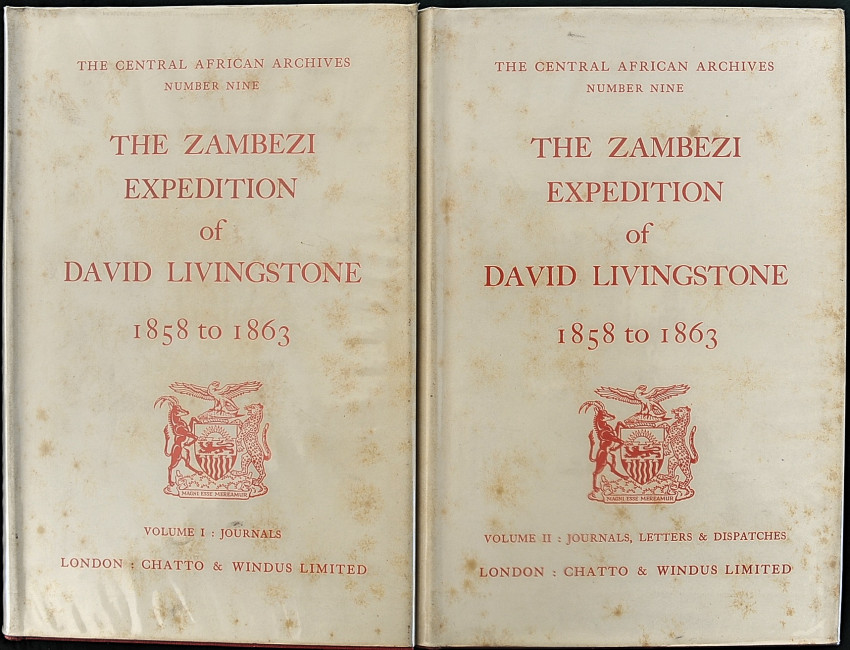 THE CENTRAL AFRICAN ARCHIVES
NUMBER NINE
THE ZAMBEZI
EXPEDITION
of
DAVID LIVINGSTONE
1858 to 1863
MAGNI ESSE MEREAMUR
VOLUME I : JOURNALS
LONDON : CHATTO & WINDUS LIMITED
THE CENTRAL AFRICAN ARCHIVES
NUMBER NINE
THE ZAMBEZI
EXPEDITION
of
DAVID LIVINGSTONE
1858 to 1863
MAGNI ESSE MEREAMUR
VOLUME II : JOURNALS, LETTERS & DISPATCHES
LONDON : CHATTO & WINDUS LIMITED